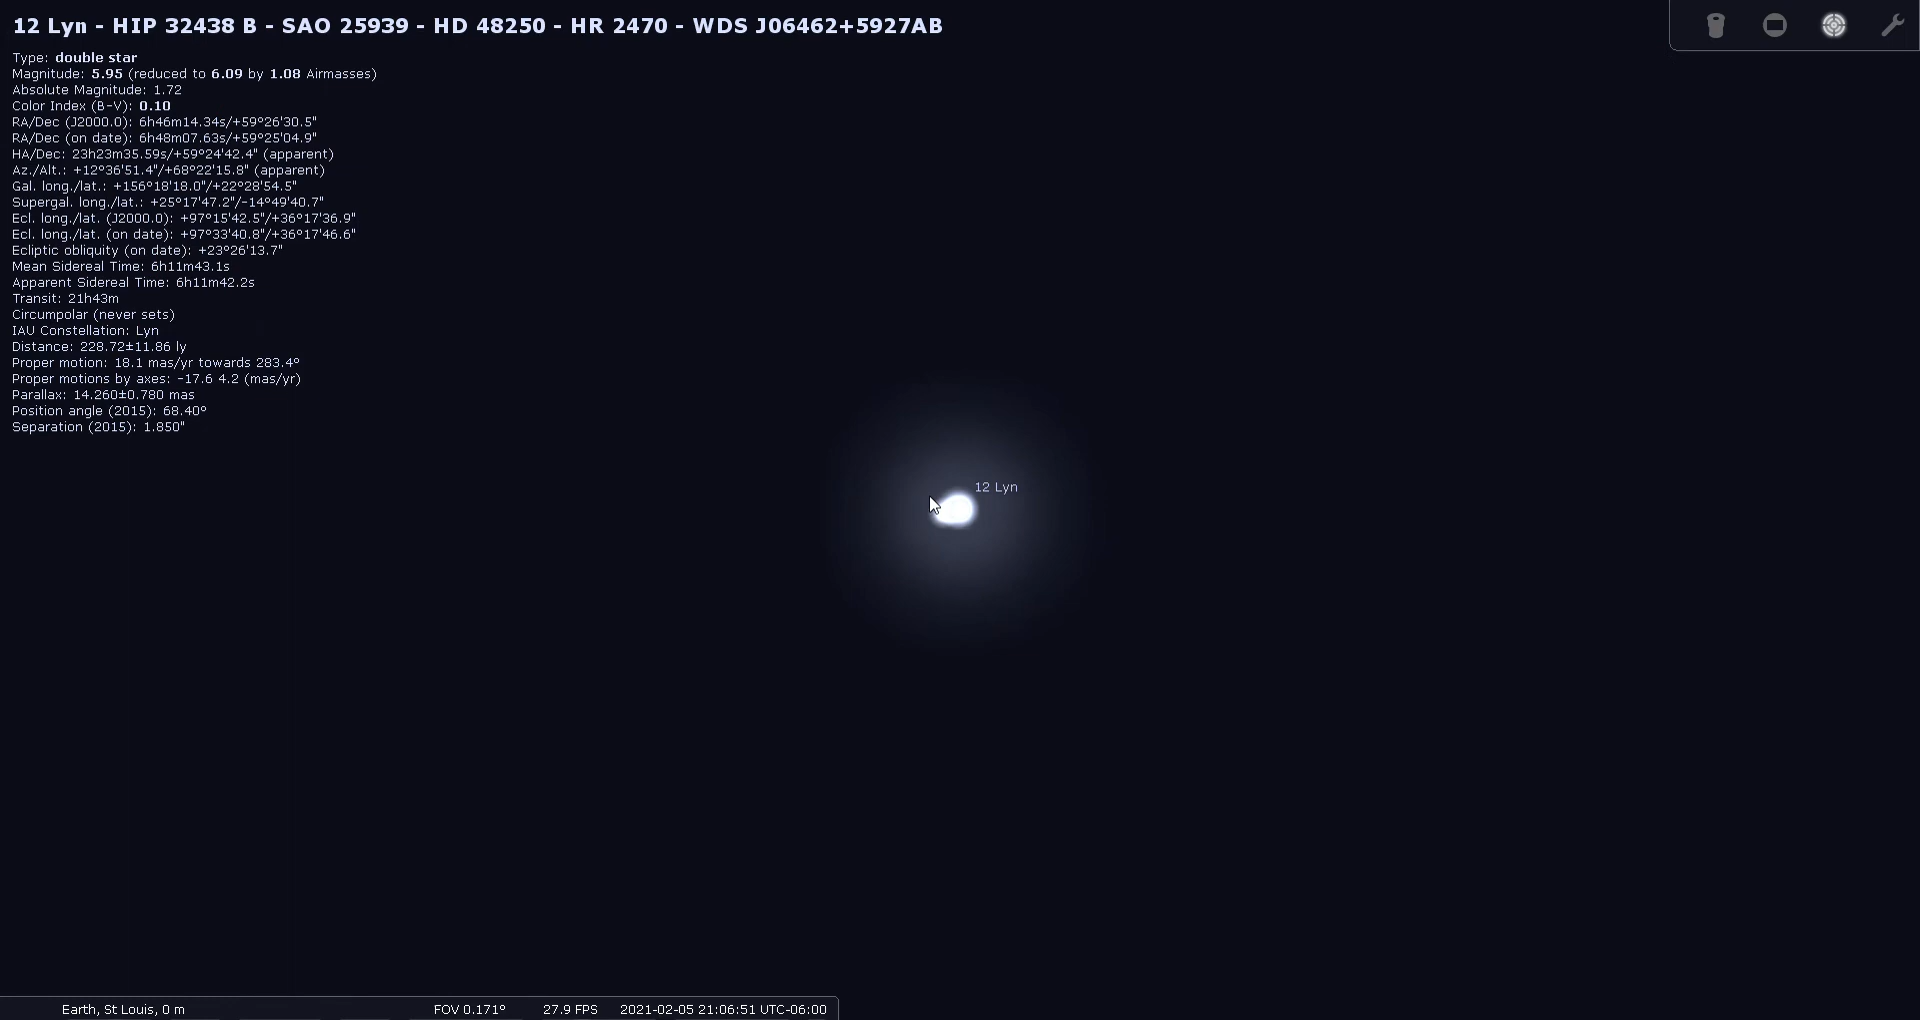 12 Lyn - HIP 32438 B - SAO 25939 - HD 48250 - HR 2470 - WDS J06462+5927AB
Type: double star
Magnitude: 5.95 (reduced to 6.09 by 1.08 Airmasses)
Absolute Magnitude: 1.72
Color Index (B-V): 0.10
RA/Dec (J2000.0): 6h46m14.34s/+59°26'30.5"
RA/Dec (on date): 6h48m07.63s/+59°25'04.9"
HA/Dec: 23h23m35.59s/+59°24'42.4" (apparent)
Az./Alt.: +12°36'51.4"/+68°22'15.8" (apparent)
Gal. long./lat.: +156°18'18.0"/+22°28'54.5"
Supergal. long./lat.: +25°17'47.2"/-14°49'40.7"
Ecl. long./lat. (J2000.0): +97°15'42.5"/+36°17'36.9"
Ecl. long./lat. (on date): +97°33'40.8"/+36°17'46.6"
Ecliptic obliquity (on date): +23°26'13.7"
Mean Sidereal Time: 6h11m43.1s
Apparent Sidereal Time: 6h11m42.2s
Transit: 21h43m
Circumpolar (never sets)
IAU Constellation: Lyn
Distance: 228.72±11.86 ly
Proper motion: 18.1 mas/yr towards 283.4°
Proper motions by axes: -17.6 4.2 (mas/yr)
Parallax: 14.260±0.780 mas
Position angle (2015): 68.40°
Separation (2015): 1.850"
12 Lyn
Earth, St Louis, 0 m FOV 0.171° 27.9 FPS 2021-02-05 21:06:51 UTC-06:00